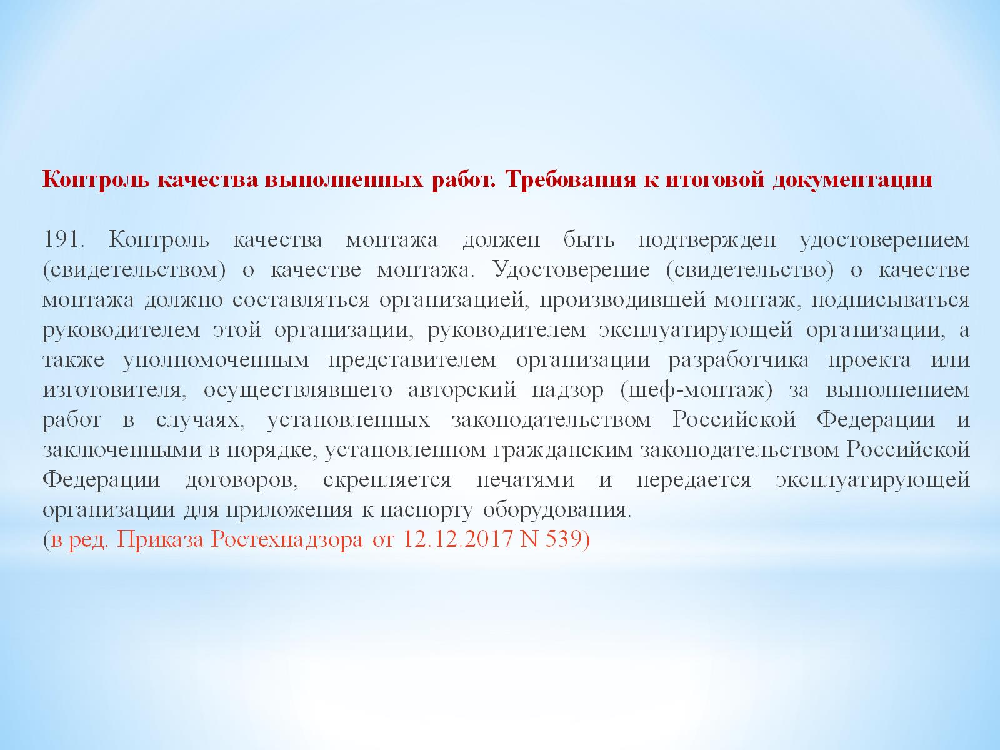 Контроль качества выполненных работ. Требования к итоговой документации
191. Контроль качества монтажа должен быть подтвержден удостоверением
(свидетельством) о качестве монтажа. Удостоверение (свидетельство) о качестве
монтажа должно составляться организацией, производившей монтаж, подписываться
руководителем этой организации, руководителем эксплуатирующей организации, а
также уполномоченным представителем организации разработчика проекта или
изготовителя, осуществлявшего авторский надзор (шеф-монтаж) за выполнением
работ в случаях, установленных законодательством Российской Федерации и
заключенными в порядке, установленном гражданским законодательством Российской
Федерации договоров, скрепляется печатями и передается эксплуатирующей
организации для приложения к паспорту оборудования.
(в ред. Приказа Ростехнадзора от 12.12.2017 N 539)